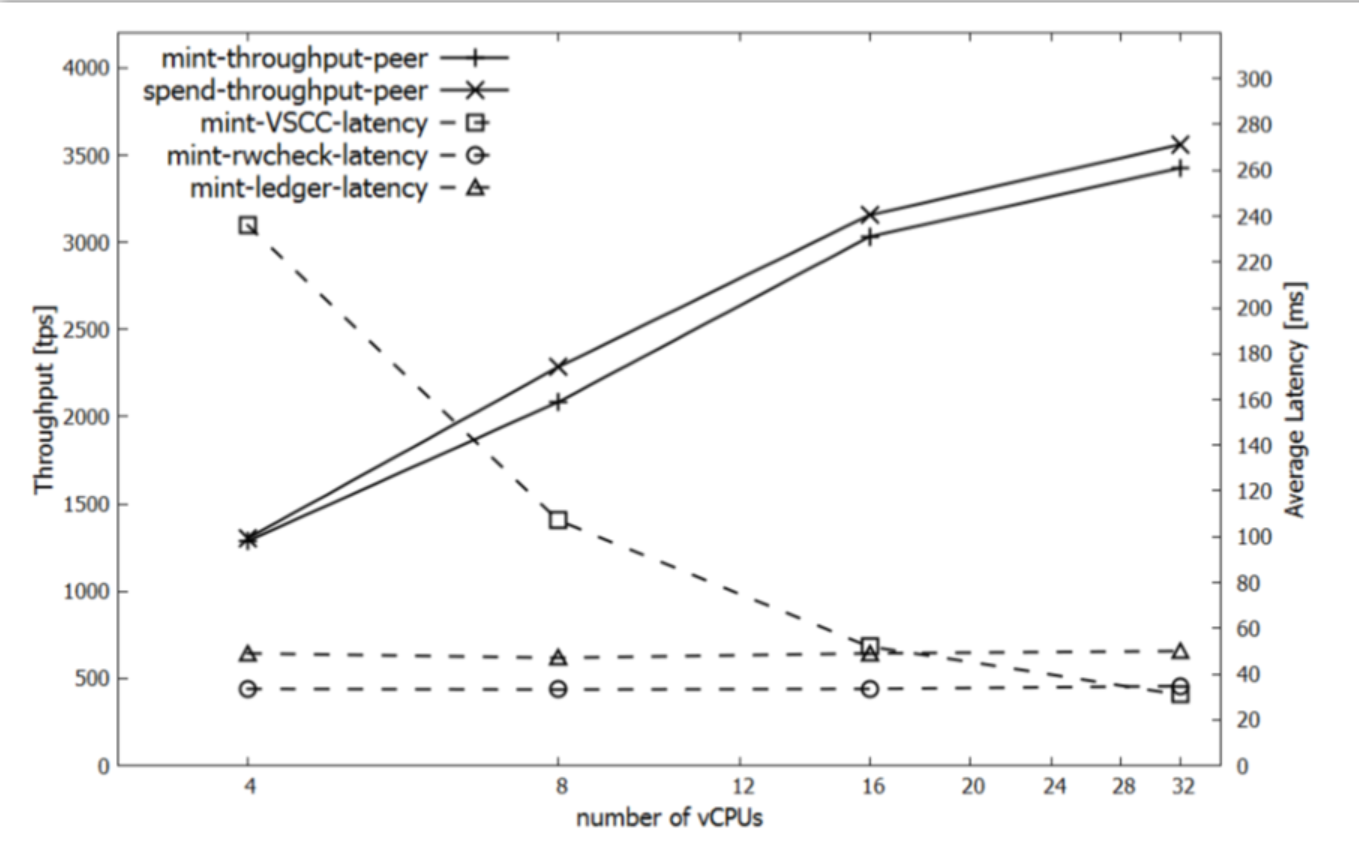 mint-throughput-peer
spend-throughput-peer
mint-VSCC-latency
mint-rwcheck-latency
mint-ledger-latency
Throughput [tps]
4000
3500
3000
2500
2000
1500
1000
500
0
300
280
260
240
220
200
180
160
140
120
100
80
60
40
20
0
Average Latency [ms]
4 8 12 16 20 24 28 32
number of vCPUs